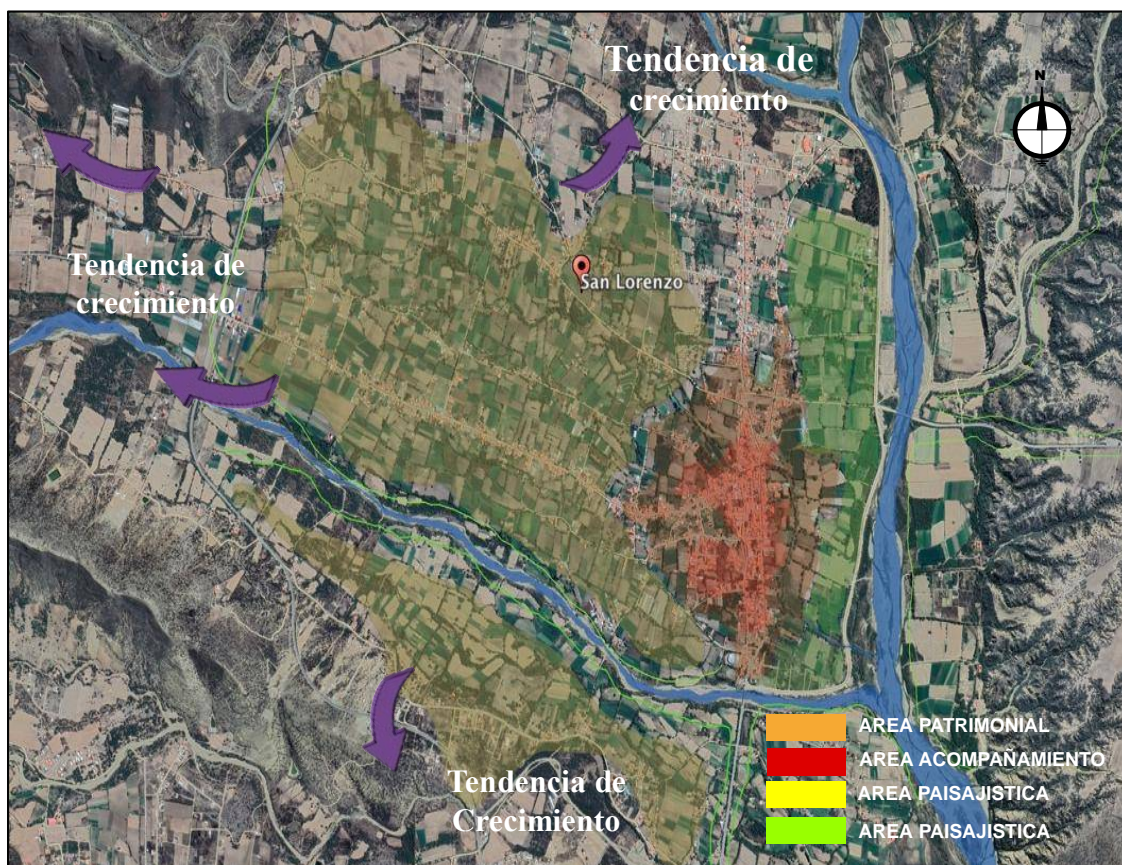 Tendencia de
crecimiento
N
Tendencia de
crecimiento
San Lorenzo
Tendencia de
Crecimiento
AREA PATRIMONIAL
AREA ACOMPAÑAMIENTO
AREA PAISAJISTICA
AREA PAISAJISTICA